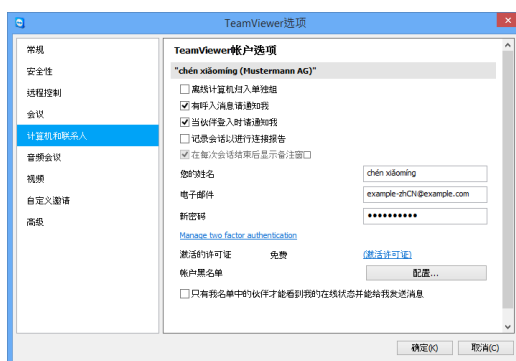 TeamViewer选项
常规
安全性
远程控制
会议
计算机和联系人
音频会议
视频
自定义邀请
高级
TeamViewer帐户选项
"chén xiǎomíng (Mustermann AG)"
离线计算机归入单独组
有呼入消息请通知我
当伙伴登入时请通知我
记录会话以进行连接报告
在每次会话结束后显示备注窗口
您的姓名 chén xiǎomíng
电子邮件 example-zhCN@example.com
新密码 ••••••••••
Manage two factor authentication
激活的许可证 免费 (激活许可证)
帐户黑名单 配置...
只有我名单中的伙伴才能看到我的在线状态并能给我发送消息
确定(K) 取消(C)